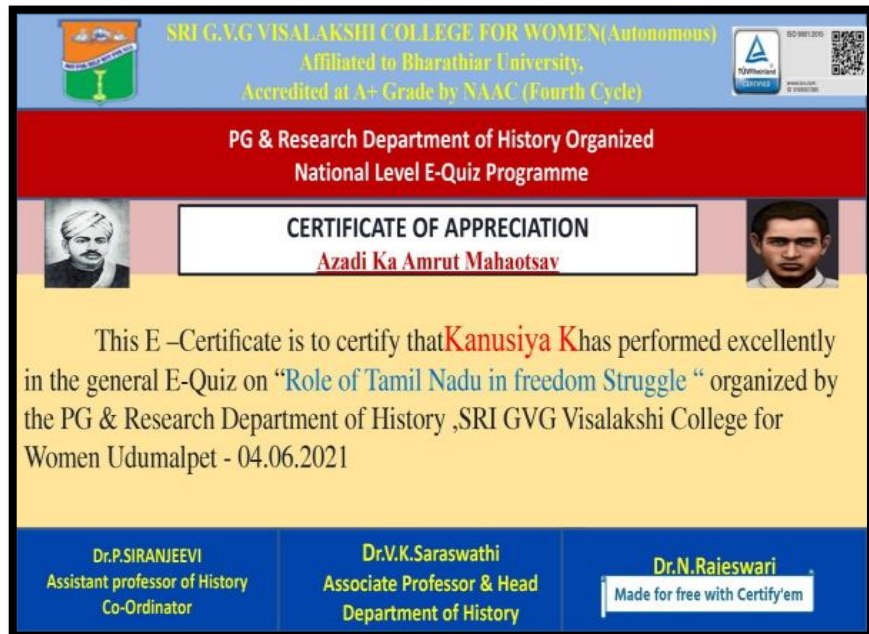 SRI G.V.G VISALAKSHI COLLEGE FOR WOMEN(Autonomous)
Affiliated to Bharathiar University,
Accredited at A+ Grade by NAAC (Fourth Cycle)
ISO 9001:2015
TÜVRheinland
CERTIFIED
PG & Research Department of History Organized
National Level E-Quiz Programme
CERTIFICATE OF APPRECIATION
Azadi Ka Amrut Mahaotsav
This E –Certificate is to certify thatKanusiya Khas performed excellently
in the general E-Quiz on “Role of Tamil Nadu in freedom Struggle “ organized by
the PG & Research Department of History ,SRI GVG Visalakshi College for
Women Udumalpet - 04.06.2021
Dr.P.SIRANJEEVI
Assistant professor of History
Co-Ordinator
Dr.V.K.Saraswathi
Associate Professor & Head
Department of History
Dr.N.Rajeswari
Made for free with Certify'em